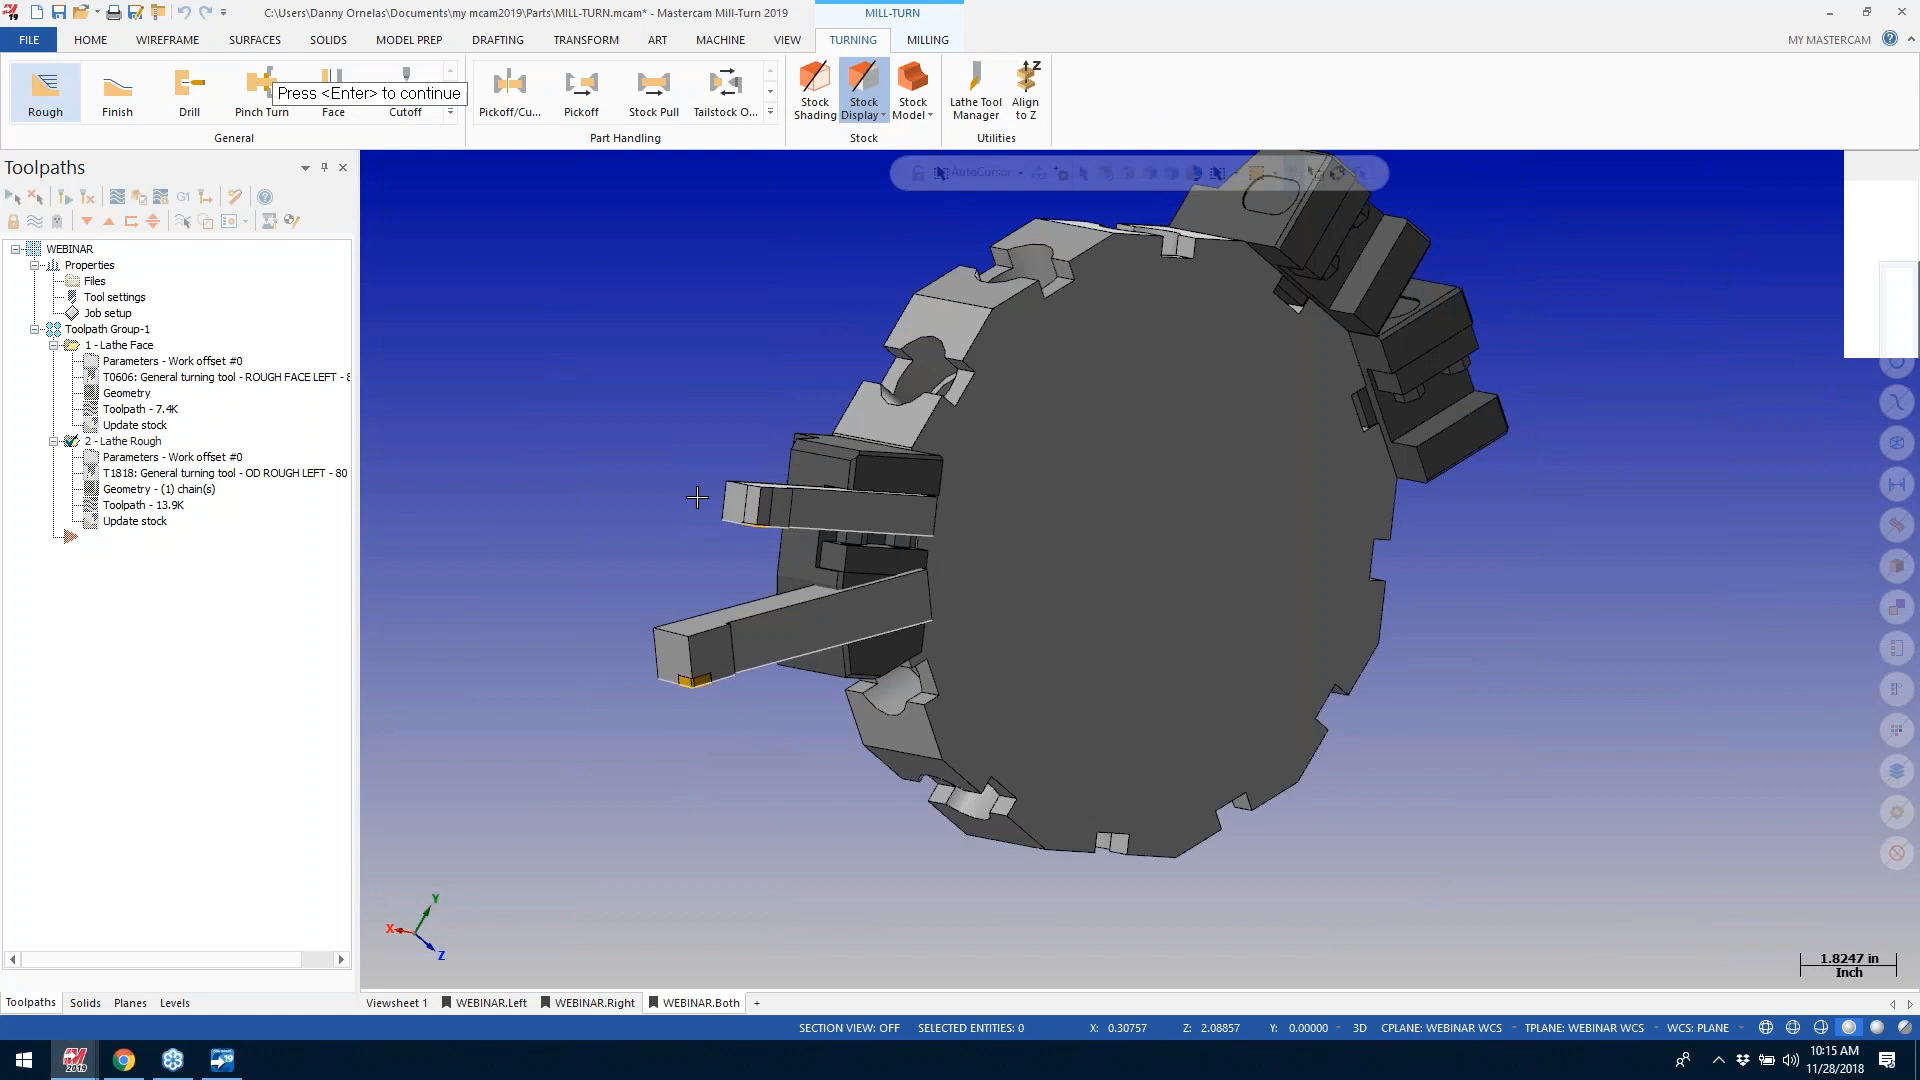 C:\Users\Danny Ornelas\Documents\my mcam2019\Parts\MILL-TURN.mcam* - Mastercam Mill-Turn 2019
MILL-TURN
FILE HOME WIREFRAME SURFACES SOLIDS MODEL PREP DRAFTING TRANSFORM ART MACHINE VIEW TURNING MILLING MY MASTERCAM
Press <Enter> to continue
Rough Finish Drill Pinch Turn Face Cutoff Pickoff/Cu... Pickoff Stock Pull Tailstock O... Stock Shading Stock Display Stock Model Lathe Tool Manager Align to Z
General Part Handling Stock Utilities
Toolpaths
AutoCursor
G1
WEBINAR
Properties
Files
Tool settings
Job setup
Toolpath Group-1
1 - Lathe Face
Parameters - Work offset #0
T0606: General turning tool - ROUGH FACE LEFT - 8
Geometry
Toolpath - 7.4K
Update stock
2 - Lathe Rough
Parameters - Work offset #0
T1818: General turning tool - OD ROUGH LEFT - 80
Geometry - (1) chain(s)
Toolpath - 13.9K
Update stock
Y
X
Z
1.8247 in
Inch
Toolpaths Solids Planes Levels
Viewsheet 1 WEBINAR.Left WEBINAR.Right WEBINAR.Both +
SECTION VIEW: OFF SELECTED ENTITIES: 0 X: 0.30757 Z: 2.08857 Y: 0.00000 3D CPLANE: WEBINAR WCS TPLANE: WEBINAR WCS WCS: PLANE
2019
19
10:15 AM
11/28/2018